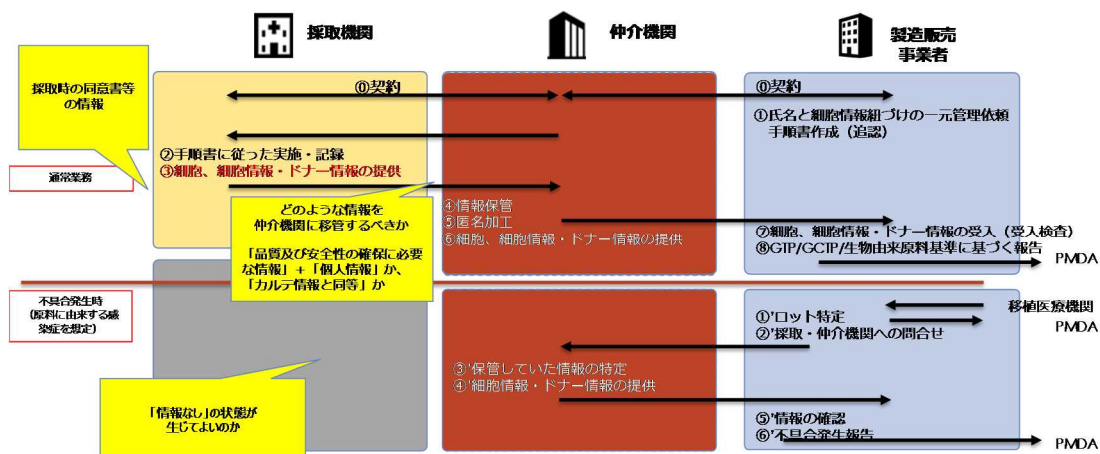 採取機関
仲介機関
製造販売
事業者
採取時の同意書等
の情報
⓪契約
⓪契約
①氏名と細胞情報紐づけの一元管理依頼
手順書作成（追認）
②手順書に従った実施・記録
③細胞、細胞情報・ドナー情報の提供
通常業務
どのような情報を
仲介機関に移管するべきか
「品質及び安全性の確保に必要
な情報」＋「個人情報」か、
「カルテ情報と同等」か
④情報保管
⑤匿名加工
⑥細胞、細胞情報・ドナー情報の提供
⑦細胞、細胞情報・ドナー情報の受入（受入検査）
⑧GTP/GCTP/生物由来原料基準に基づく報告
PMDA
不具合発生時
(原料に由来する感
染症を想定)
移植医療機関
①'ロット特定
PMDA
②'採取・仲介機関への問合せ
③'保管していた情報の特定
④'細胞情報・ドナー情報の提供
「情報なし」の状態が
生じてよいのか
⑤'情報の確認
⑥'不具合発生報告
PMDA